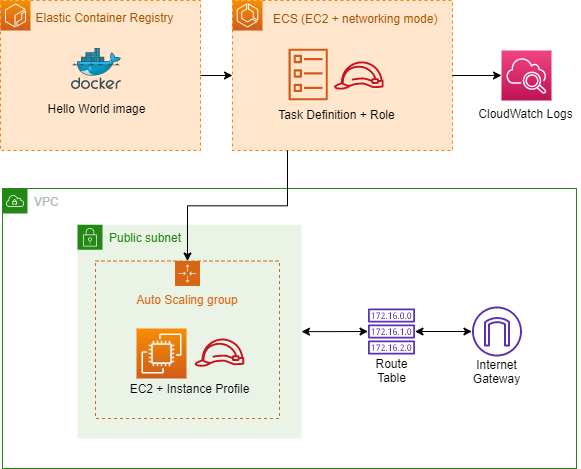 Elastic Container Registry
docker
Hello World image
ECS (EC2 + networking mode)
Task Definition + Role
CloudWatch Logs
VPC
Public subnet
Auto Scaling group
EC2 + Instance Profile
172.16.0.0
172.16.1.0
172.16.2.0
Route
Table
Internet
Gateway